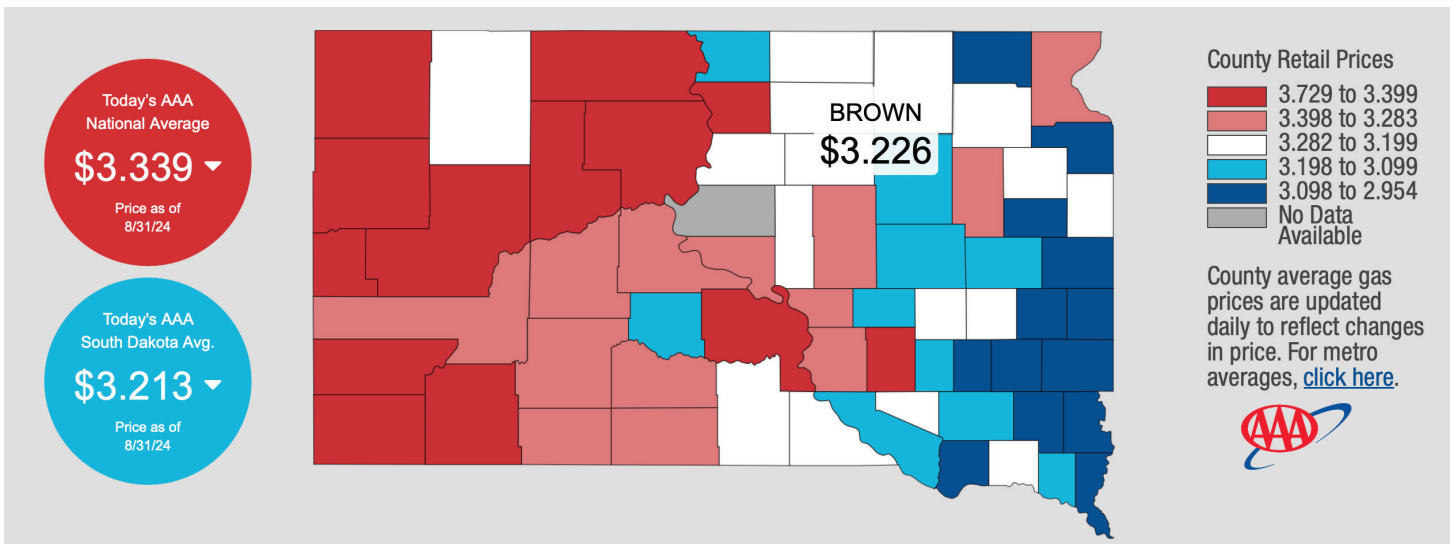 Today's AAA
National Average
$3.339
Price as of
8/31/24
Today's AAA
South Dakota Avg.
$3.213
Price as of
8/31/24
BROWN
$3.226
County Retail Prices
3.729 to 3.399
3.398 to 3.283
3.282 to 3.199
3.198 to 3.099
3.098 to 2.954
No Data
Available
County average gas
prices are updated
daily to reflect changes
in price. For metro
averages, click here.
AAA